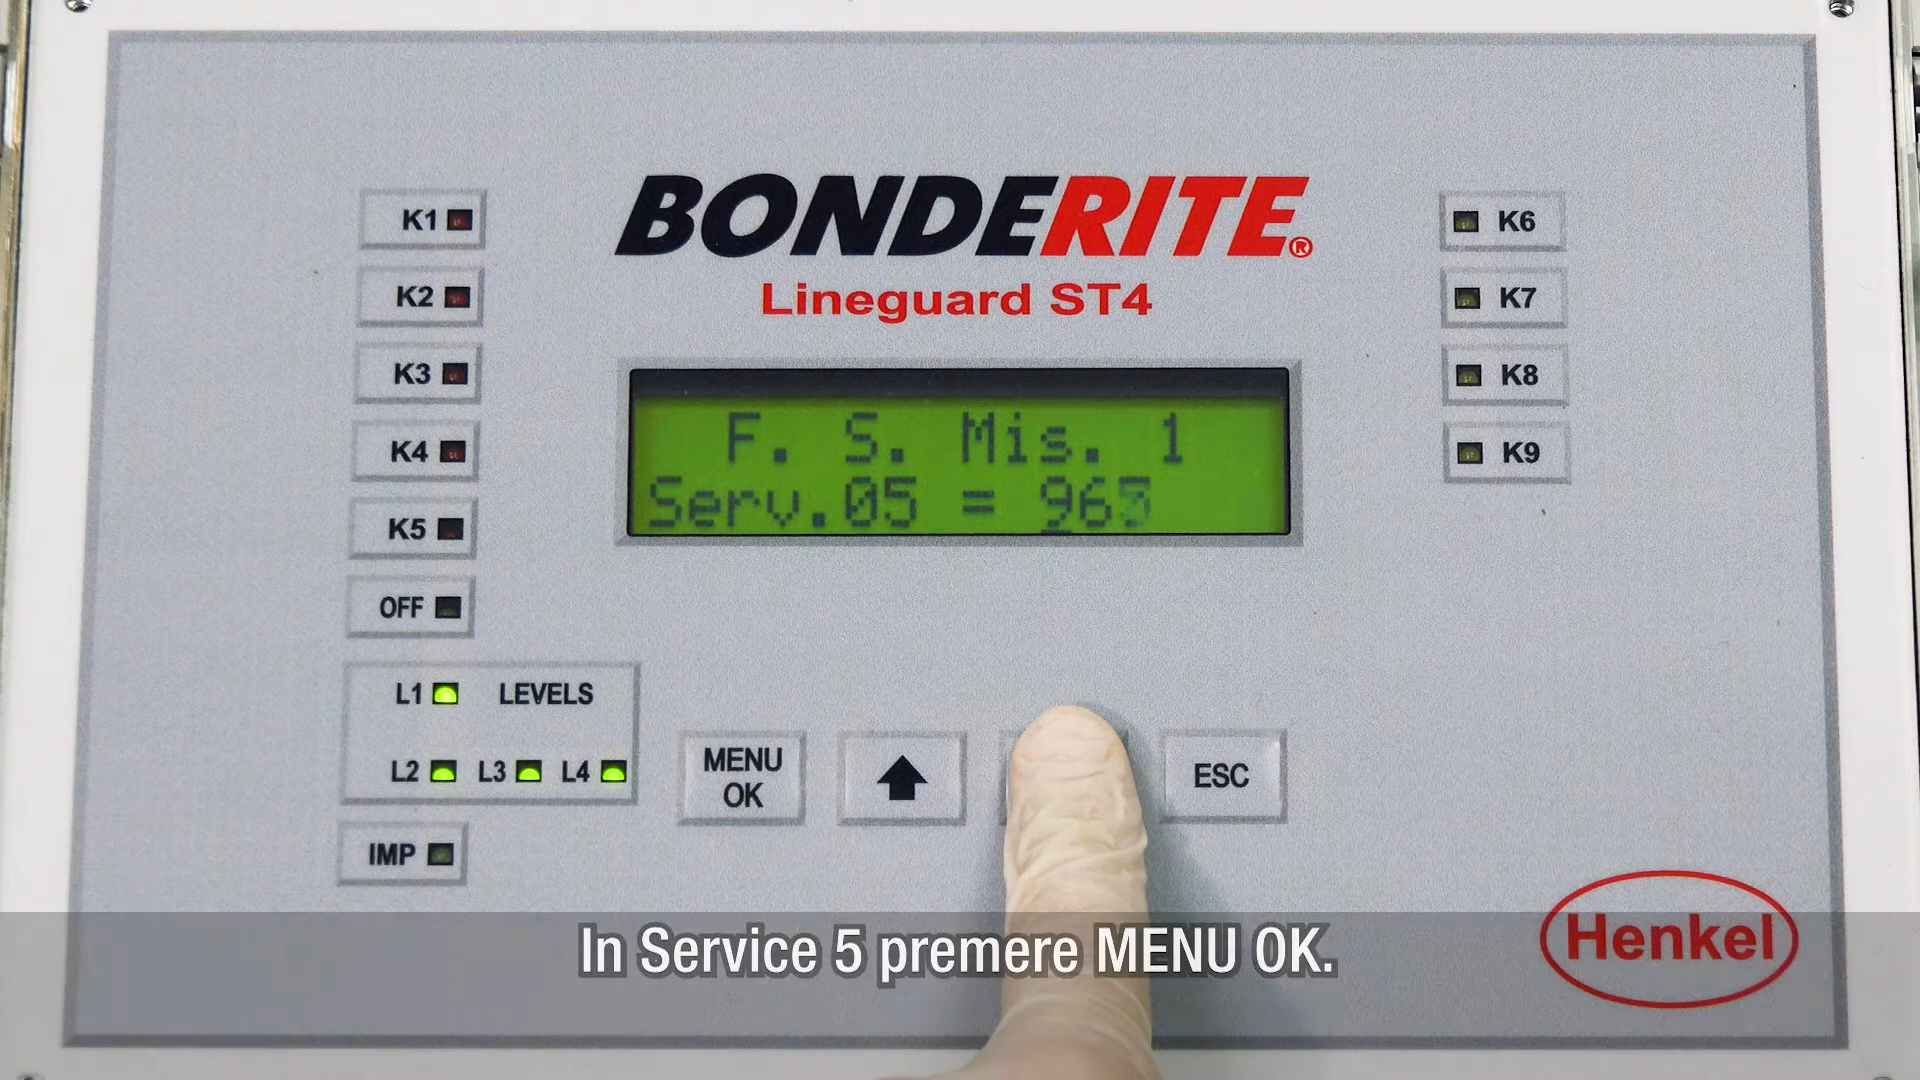 BONDERITE®
Lineguard ST4
K1
K2
K3
K4
K5
OFF
K6
K7
K8
K9
F. S. Mis. 1
Serv.05 =
L1 LEVELS
L2 L3 L4
IMP
MENU OK
ESC
Henkel
In Service 5 premere MENU OK.